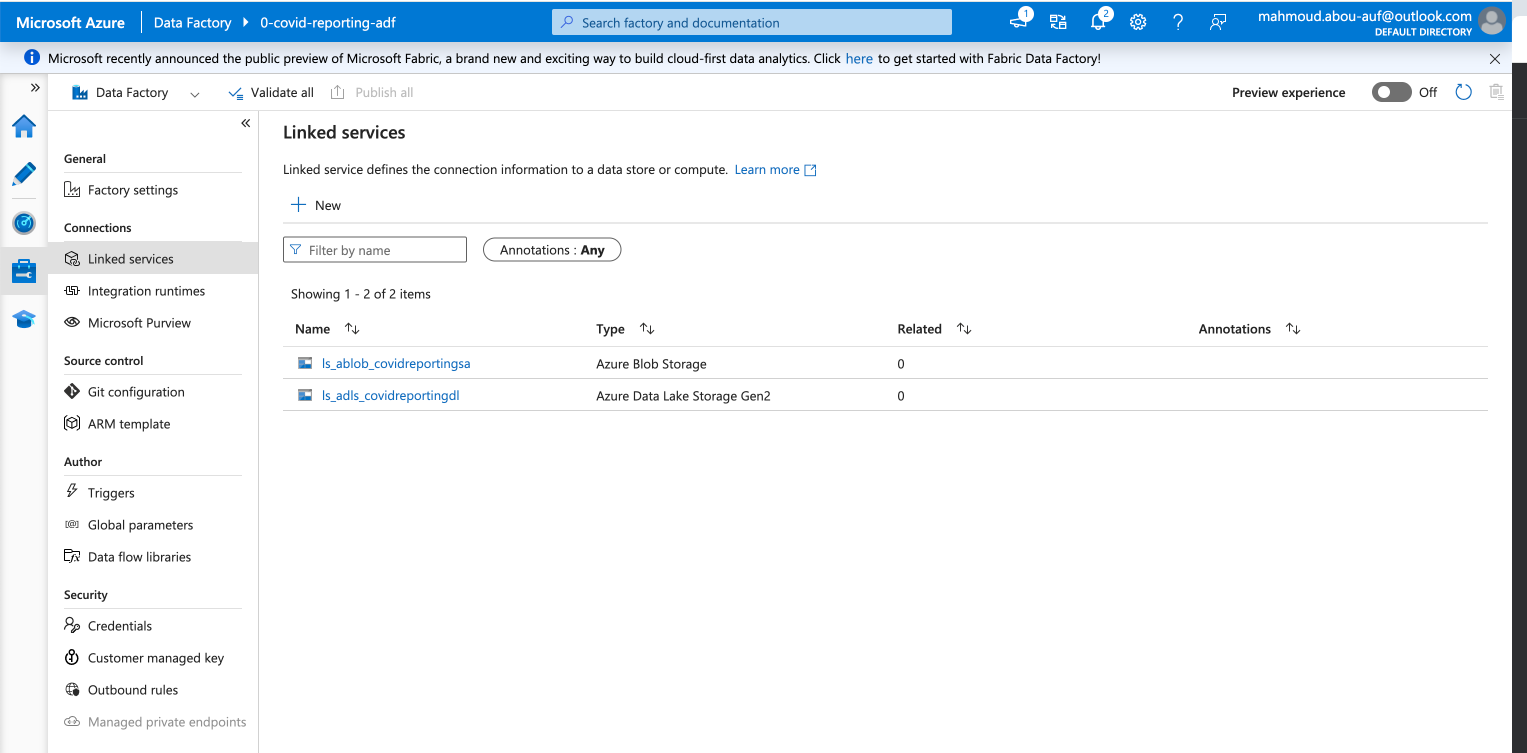 Microsoft Azure Data Factory 0-covid-reporting-adf Search factory and documentation 1 2 mahmoud.abou-auf@outlook.com
DEFAULT DIRECTORY
Microsoft recently announced the public preview of Microsoft Fabric, a brand new and exciting way to build cloud-first data analytics. Click here to get started with Fabric Data Factory!
Data Factory Validate all Publish all Preview experience Off
General
Factory settings
Connections
Linked services
Integration runtimes
Microsoft Purview
Source control
Git configuration
ARM template
Author
Triggers
Global parameters
Data flow libraries
Security
Credentials
Customer managed key
Outbound rules
Managed private endpoints
Linked services
Linked service defines the connection information to a data store or compute. Learn more
New
Filter by name Annotations : Any
Showing 1 - 2 of 2 items
Name Type Related Annotations
ls_ablob_covidreportingsa Azure Blob Storage 0
ls_adls_covidreportingdl Azure Data Lake Storage Gen2 0